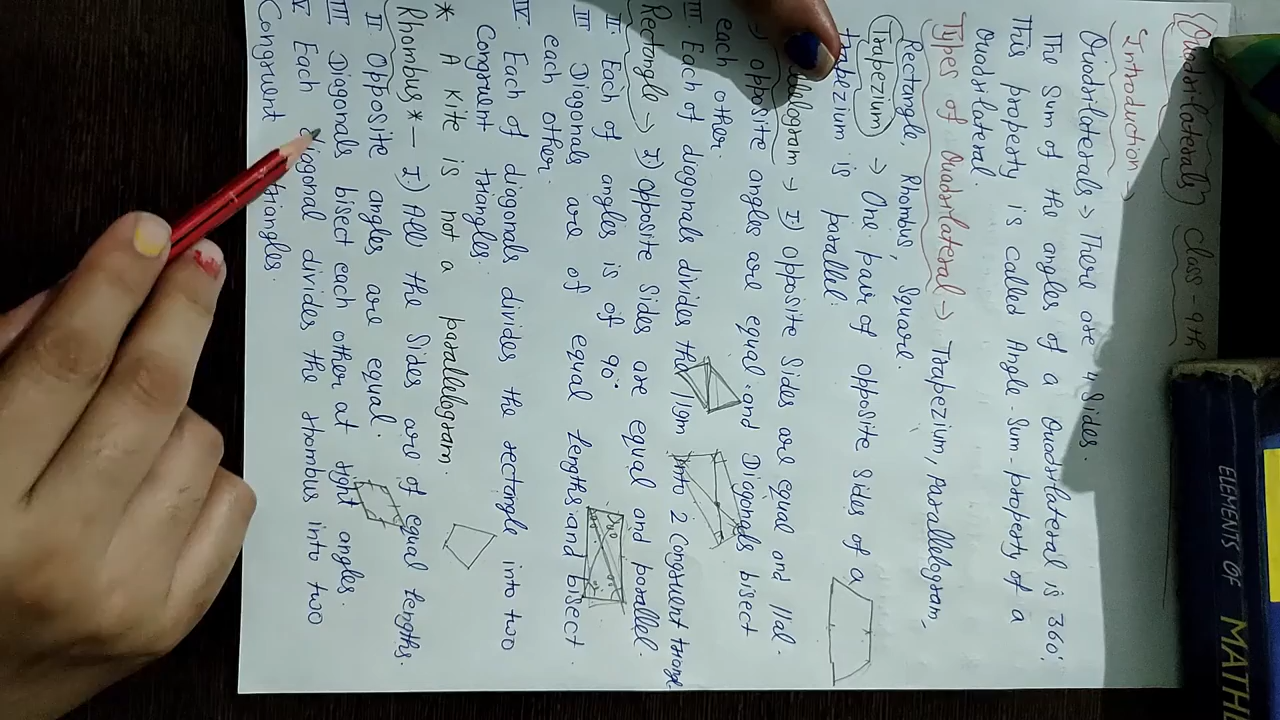 Quadrilaterals class - 9th
Introduction →
Quadrilaterals → There are 4 sides.
The sum of the angles of a Quadrilateral is 360°.
This property is called Angle-Sum-property of a
Quadrilateral.
Types of Quadrilateral → Trapezium, Parallelogram,
Rectangle, Rhombus, Square.
Trapezium → One pair of opposite sides of a
trapezium is parallel.
llelogram → I) opposite sides are equal and llal.
) opposite angles are equal. and Diagonals bisect
each other.
III. Each of diagonals divides the llgm into 2 congruent triangle
Rectangle → I) opposite sides are equal and parallel.
II. Each of angles is of 90°
III Diagonals are of equal lengths and bisect
each other.
IV. Each of diagonals divides the rectangle into two
Congruent triangles.
* A kite is not a parallelogram.
Rhombus * — I) All the sides are of equal lengths.
II Opposite angles are equal.
III Diagonals bisect each other at right angles.
V Each diagonal divides the rhombus into two
Congruent triangles.
ELEMENTS OF MATH